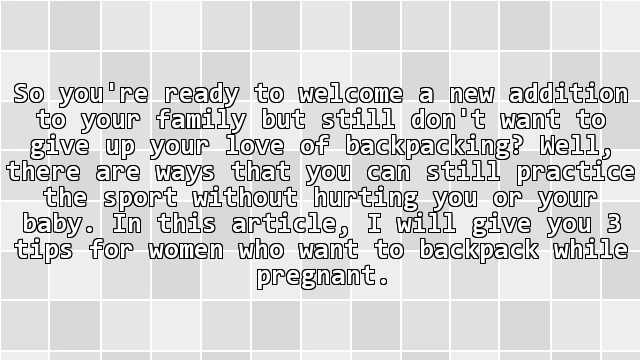 So you're ready to welcome a new addition
to your family but still don't want to
give up your love of backpacking? Well,
there are ways that you can still practice
the sport without hurting you or your
baby. In this article, I will give you 3
tips for women who want to backpack while
pregnant.